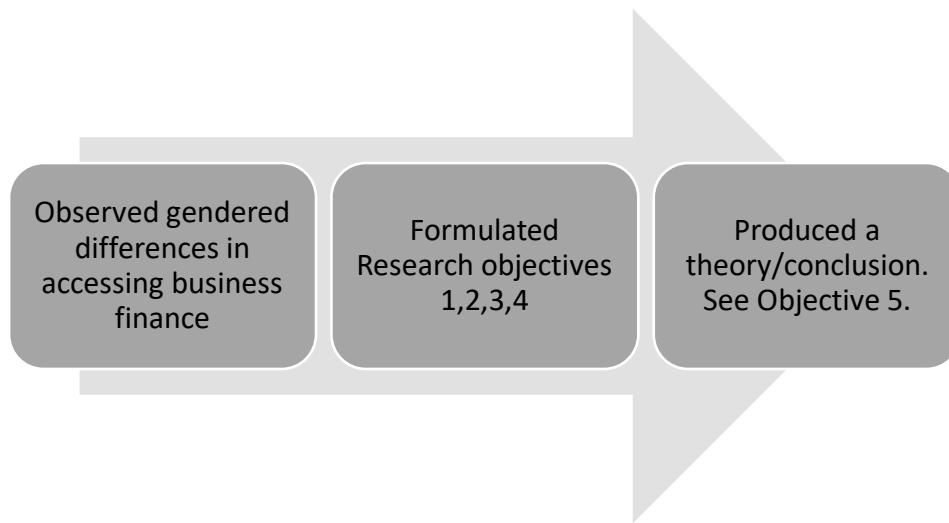 Observed gendered
differences in
accessing business
finance
Formulated
Research objectives
1,2,3,4
Produced a
theory/conclusion.
See Objective 5.